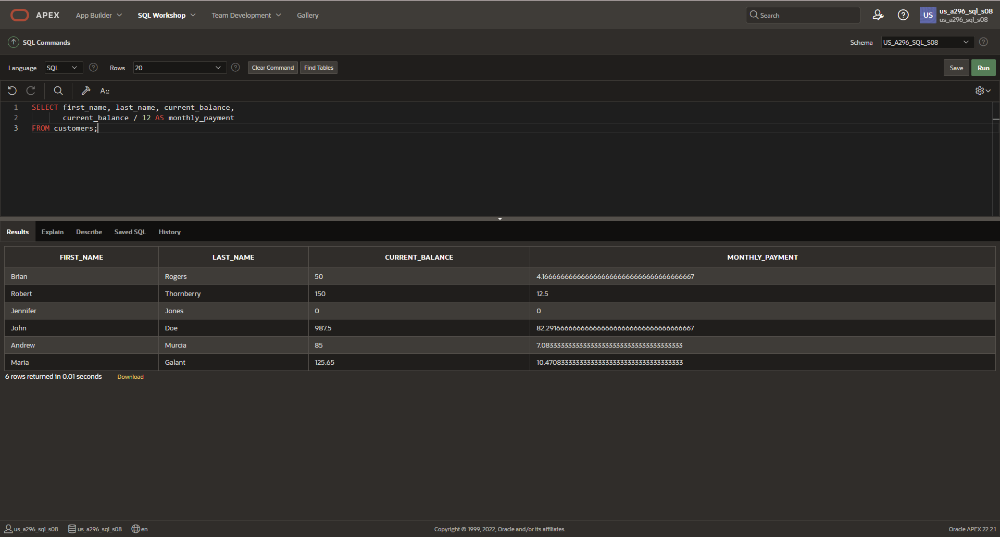 APEX App Builder SQL Workshop Team Development Gallery Search US us_a296_sql_s08
us_a296_sql_s08
SQL Commands Schema US_A296_SQL_S08
Language SQL Rows 20 Clear Command Find Tables Save Run
A::
1 SELECT first_name, last_name, current_balance,
2 current_balance / 12 AS monthly_payment
3 FROM customers;
Results Explain Describe Saved SQL History
FIRST_NAME LAST_NAME CURRENT_BALANCE MONTHLY_PAYMENT
Brian Rogers 50 4.16666666666666666666666666666666666667
Robert Thornberry 150 12.5
Jennifer Jones 0 0
John Doe 987.5 82.29166666666666666666666666666666666667
Andrew Murcia 85 7.08333333333333333333333333333333333333
Maria Galant 125.65 10.47083333333333333333333333333333333333
6 rows returned in 0.01 seconds Download
us_a296_sql_s08 us_a296_sql_s08 en Copyright © 1999, 2022, Oracle and/or its affiliates. Oracle APEX 22.2.1